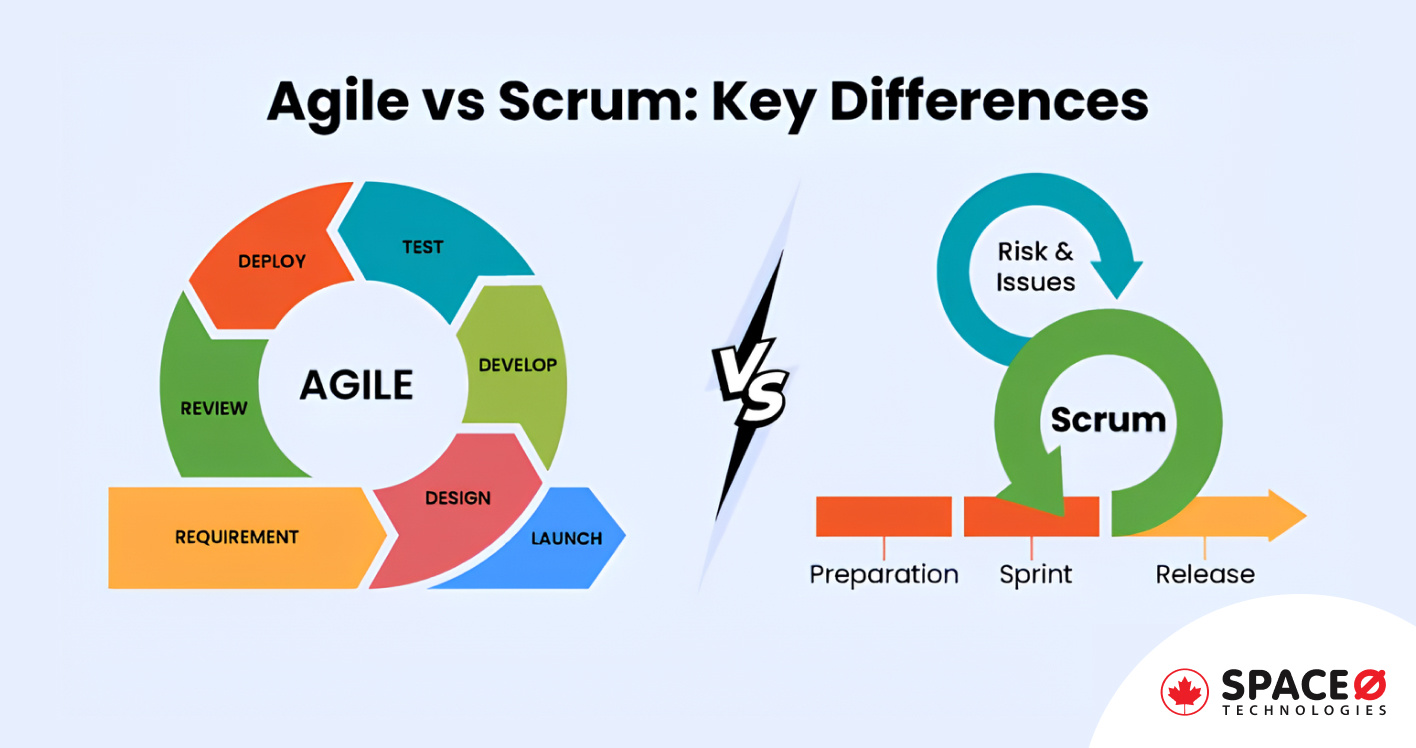 Agile vs Scrum: Key Differences
DEPLOY
TEST
REVIEW
AGILE
DEVELOP
REQUIREMENT
DESIGN
LAUNCH
VS
Risk &
Issues
Scrum
Preparation
Sprint
Release
SPACEO
TECHNOLOGIES